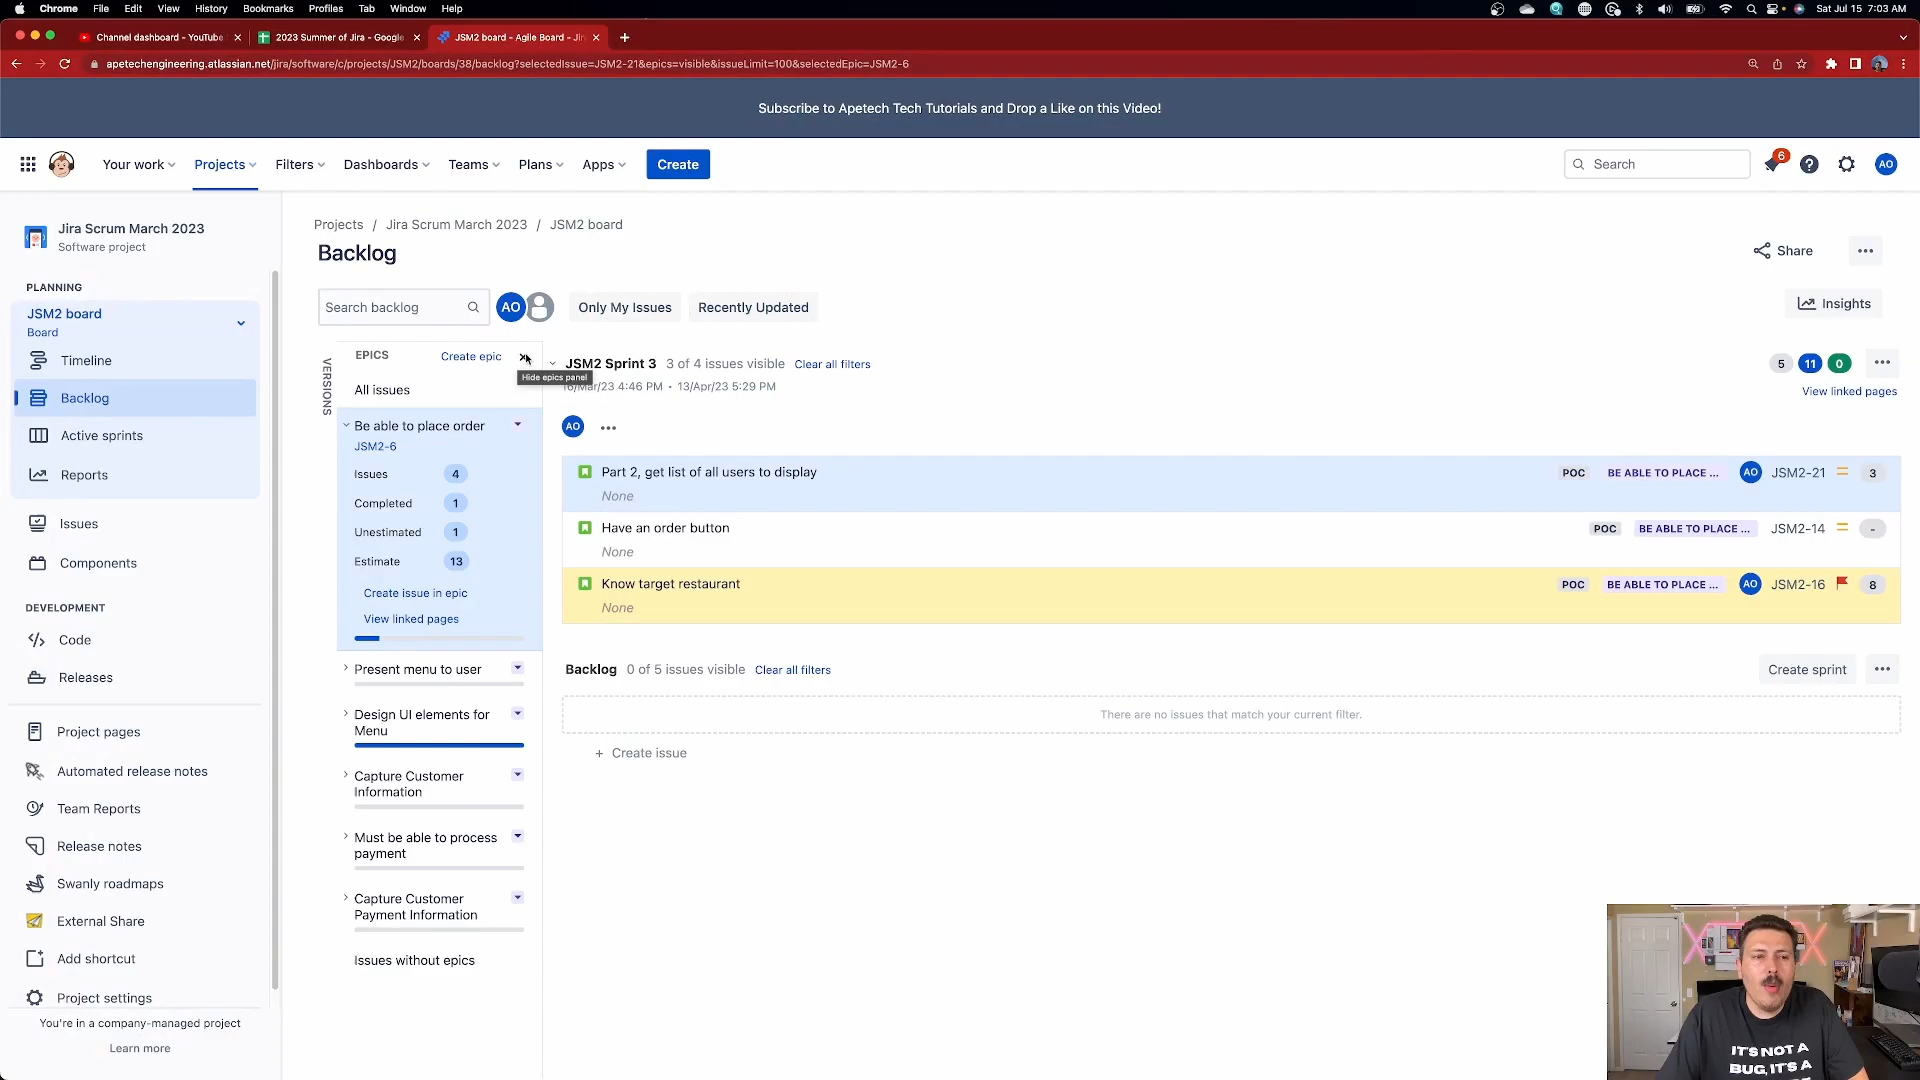 Chrome File Edit View History Bookmarks Profiles Tab Window Help
Sat Jul 15 7:03 AM
Channel dashboard - YouTube
2023 Summer of Jira - Google
JSM2 board - Agile Board - Jir
apetechengineering.atlassian.net/jira/software/c/projects/JSM2/boards/38/backlog?selectedIssue=JSM2-21&epics=visible&issueLimit=100&selectedEpic=JSM2-6
Subscribe to Apetech Tech Tutorials and Drop a Like on this Video!
Your work Projects Filters Dashboards Teams Plans Apps Create
Search
6
AO
Jira Scrum March 2023
Software project
PLANNING
JSM2 board
Board
Timeline
Backlog
Active sprints
Reports
Issues
Components
DEVELOPMENT
Code
Releases
Project pages
Automated release notes
Team Reports
Release notes
Swanly roadmaps
External Share
Add shortcut
Project settings
You're in a company-managed project
Learn more
Projects / Jira Scrum March 2023 / JSM2 board
Backlog
Share
Search backlog
AO
Only My Issues
Recently Updated
Insights
VERSIONS
EPICS
Create epic
Hide epics panel
All issues
Be able to place order
JSM2-6
Issues 4
Completed 1
Unestimated 1
Estimate 13
Create issue in epic
View linked pages
Present menu to user
Design UI elements for
Menu
Capture Customer
Information
Must be able to process
payment
Capture Customer
Payment Information
Issues without epics
JSM2 Sprint 3 3 of 4 issues visible Clear all filters
5 11 0
16/Mar/23 4:46 PM • 13/Apr/23 5:29 PM
View linked pages
AO
Part 2, get list of all users to display
None
POC BE ABLE TO PLACE ... AO JSM2-21 3
Have an order button
None
POC BE ABLE TO PLACE ... JSM2-14 -
Know target restaurant
None
POC BE ABLE TO PLACE ... AO JSM2-16 8
Backlog 0 of 5 issues visible Clear all filters
Create sprint
There are no issues that match your current filter.
+ Create issue
IT'S NOT A
BUG, IT'S A